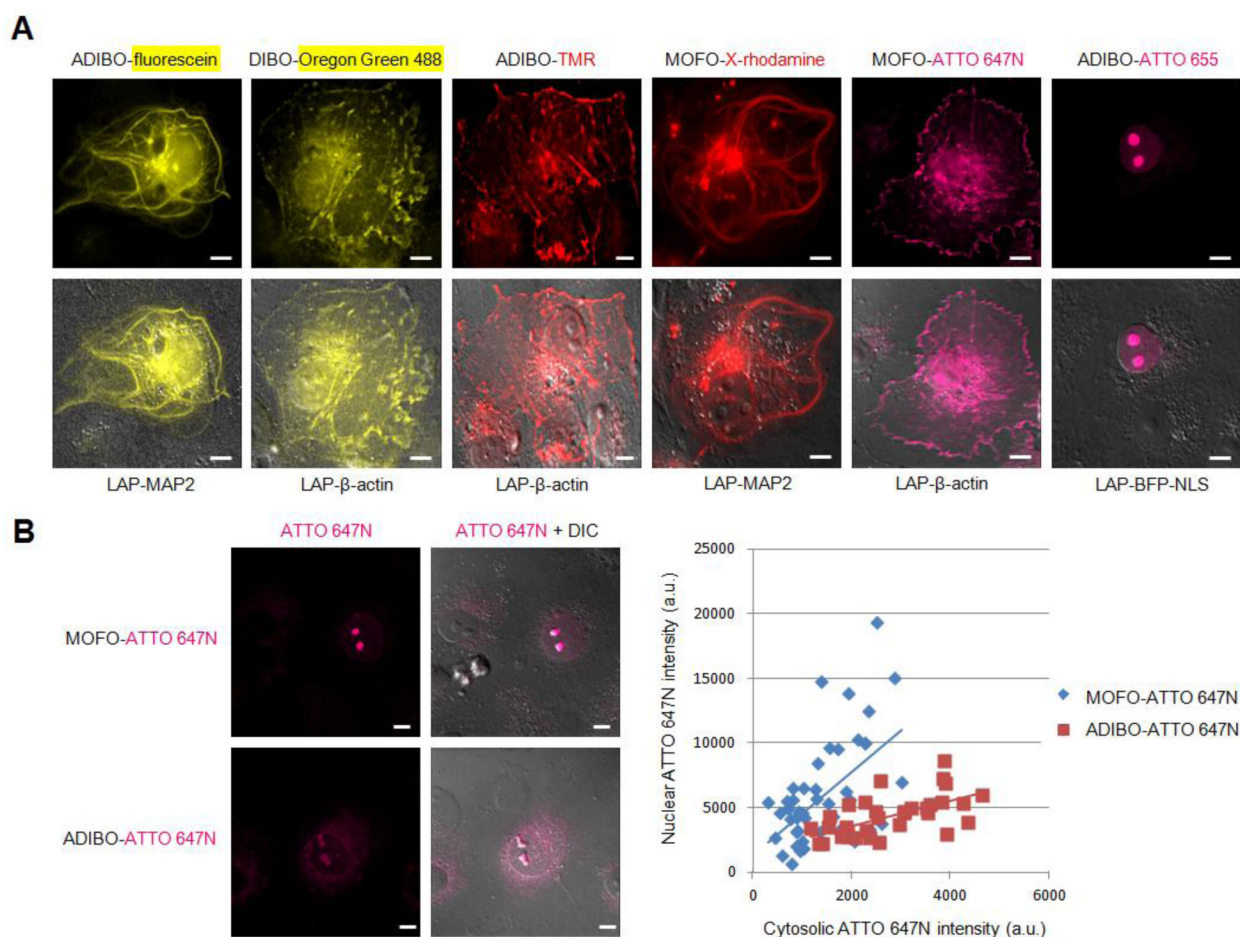 A
ADIBO-fluorescein DIBO-Oregon Green 488 ADIBO-TMR MOFO-X-rhodamine MOFO-ATTO 647N ADIBO-ATTO 655
LAP-MAP2 LAP-β-actin LAP-β-actin LAP-MAP2 LAP-β-actin LAP-BFP-NLS
B
ATTO 647N ATTO 647N + DIC
MOFO-ATTO 647N
ADIBO-ATTO 647N
Nuclear ATTO 647N intensity (a.u.)
25000
20000
15000
10000
5000
0
0 2000 4000 6000
Cytosolic ATTO 647N intensity (a.u.)
MOFO-ATTO 647N
ADIBO-ATTO 647N